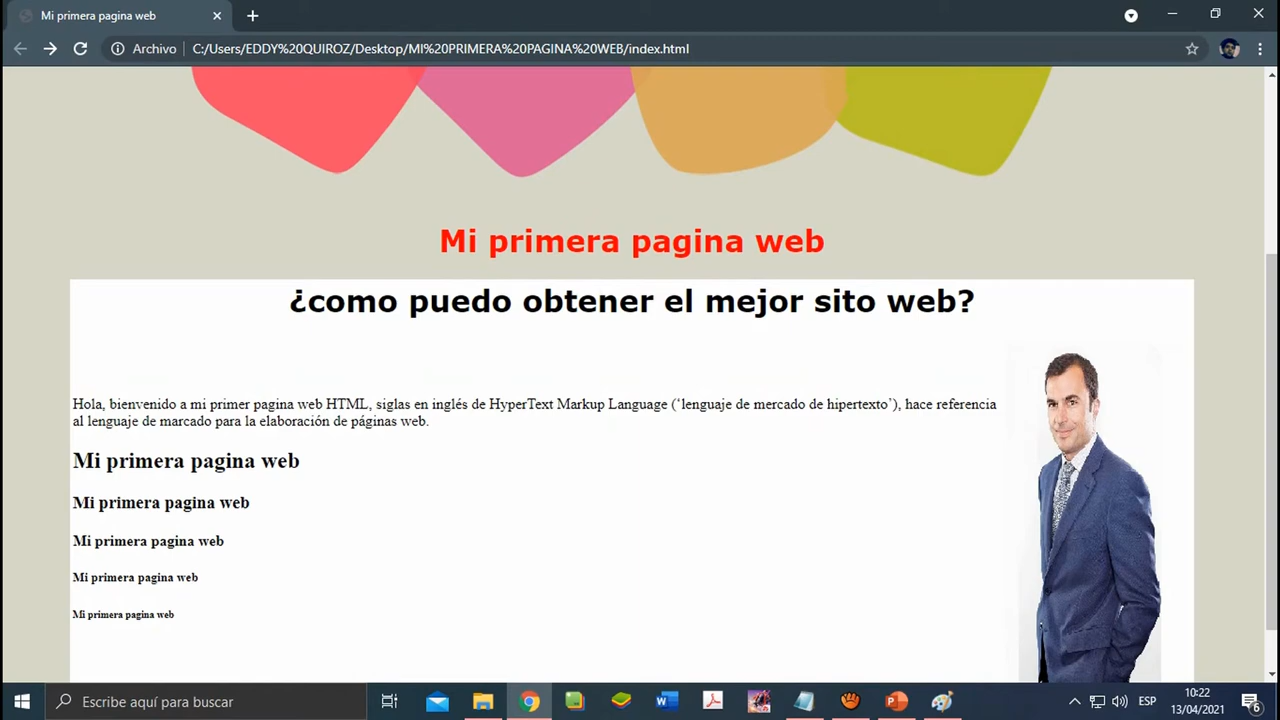 Mi primera pagina web
Archivo
C:/Users/EDDY%20QUIROZ/Desktop/MI%20PRIMERA%20PAGINA%20WEB/index.html
Mi primera pagina web
¿como puedo obtener el mejor sito web?
Hola, bienvenido a mi primer pagina web HTML, siglas en inglés de HyperText Markup Language (‘lenguaje de mercado de hipertexto`), hace referencia
al lenguaje de marcado para la elaboración de páginas web.
Mi primera pagina web
Mi primera pagina web
Mi primera pagina web
Mi primera pagina web
Mi primera pagina web
Escribe aquí para buscar
ESP
10:22
13/04/2021
6